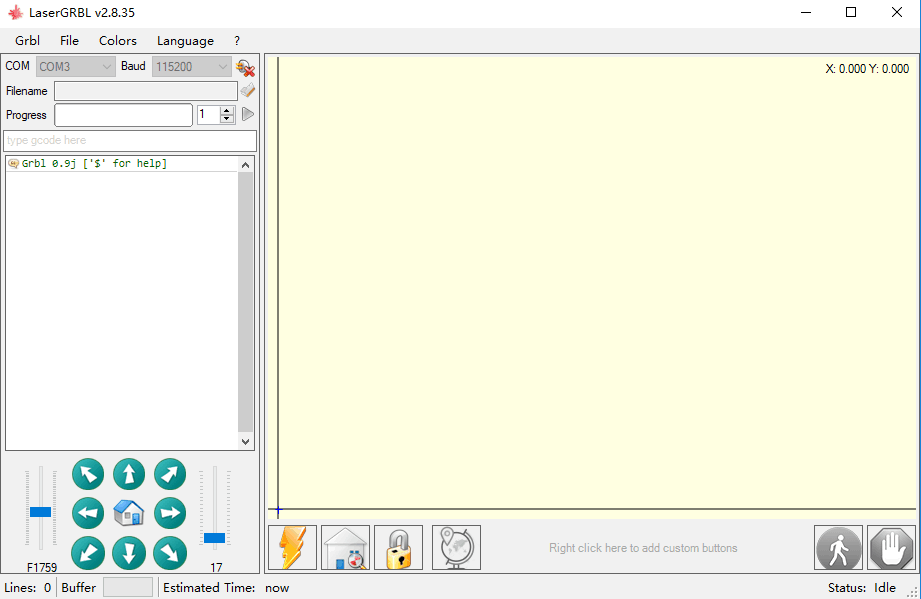 LaserGRBL v2.8.35
Grbl File Colors Language ?
COM COM3 Baud 115200
Filename
Progress 1
type gcode here
Grbl 0.9j ['$' for help]
X: 0.000 Y: 0.000
F1759 17
Right click here to add custom buttons
Lines: 0 Buffer Estimated Time: now Status: Idle